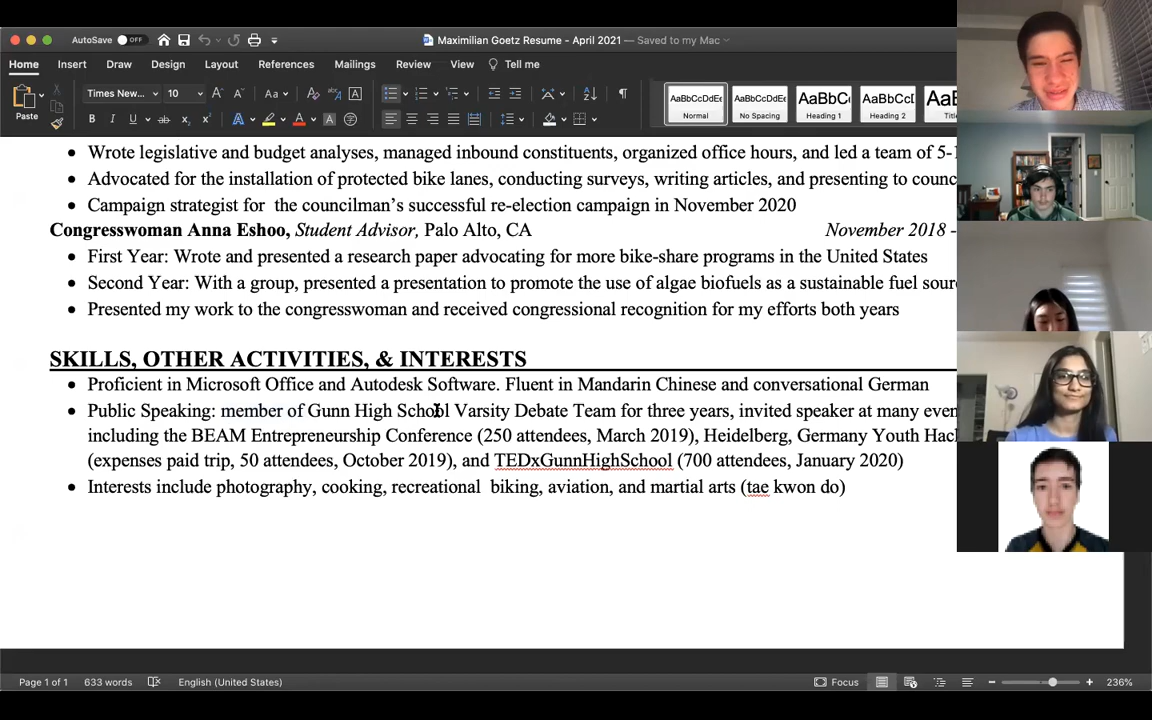 AutoSave OFF Maximilian Goetz Resume - April 2021 — Saved to my Mac
Home Insert Draw Design Layout References Mailings Review View Tell me
Paste Times New... 10 Aa AaBbCcDdEe AaBbCcDdEe AaBbC AaBbCcD AaB
Normal No Spacing Heading 1 Heading 2
Wrote legislative and budget analyses, managed inbound constituents, organized office hours, and led a team of
Advocated for the installation of protected bike lanes, conducting surveys, writing articles, and presenting to
Campaign strategist for the councilman’s successful re-election campaign in November 2020
Congresswoman Anna Eshoo, Student Advisor, Palo Alto, CA November 2018 -
First Year: Wrote and presented a research paper advocating for more bike-share programs in the United States
Second Year: With a group, presented a presentation to promote the use of algae biofuels as a sustainable fuel
Presented my work to the congresswoman and received congressional recognition for my efforts both years
SKILLS, OTHER ACTIVITIES, & INTERESTS
Proficient in Microsoft Office and Autodesk Software. Fluent in Mandarin Chinese and conversational German
Public Speaking: member of Gunn High School Varsity Debate Team for three years, invited speaker at many
including the BEAM Entrepreneurship Conference (250 attendees, March 2019), Heidelberg, Germany Youth
(expenses paid trip, 50 attendees, October 2019), and TEDxGunnHighSchool (700 attendees, January 2020)
Interests include photography, cooking, recreational biking, aviation, and martial arts (tae kwon do)
Page 1 of 1 633 words English (United States) Focus 236%